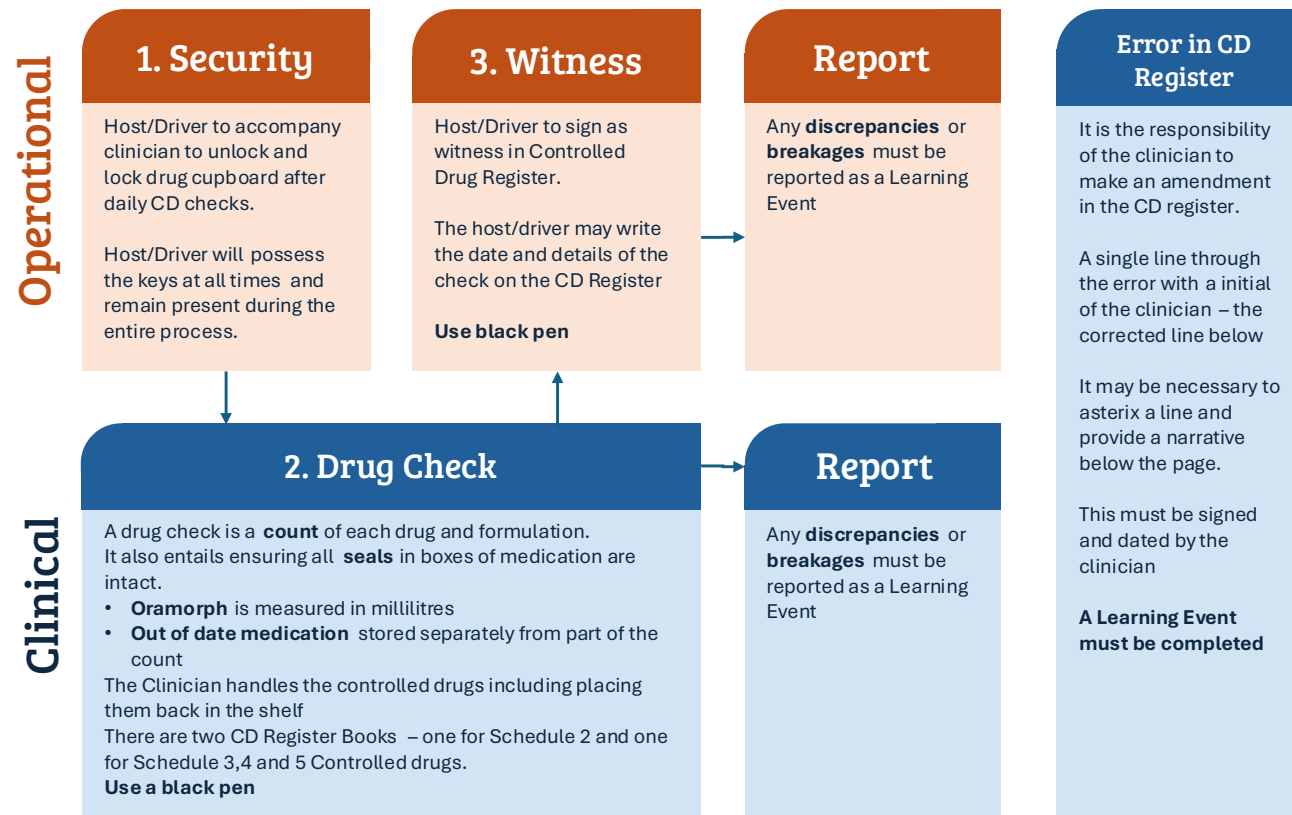 Operational
1. Security
Host/Driver to accompany
clinician to unlock and
lock drug cupboard after
daily CD checks.
Host/Driver will possess
the keys at all times and
remain present during the
entire process.
3. Witness
Host/Driver to sign as
witness in Controlled
Drug Register.
The host/driver may write
the date and details of the
check on the CD Register
Use black pen
Report
Any discrepancies or
breakages must be
reported as a Learning
Event
Clinical
2. Drug Check
A drug check is a count of each drug and formulation.
It also entails ensuring all seals in boxes of medication are
intact.
• Oramorph is measured in millilitres
• Out of date medication stored separately from part of the
count
The Clinician handles the controlled drugs including placing
them back in the shelf
There are two CD Register Books – one for Schedule 2 and one
for Schedule 3,4 and 5 Controlled drugs.
Use a black pen
Report
Any discrepancies or
breakages must be
reported as a Learning
Event
Error in CD
Register
It is the responsibility
of the clinician to
make an amendment
in the CD register.
A single line through
the error with a initial
of the clinician – the
corrected line below
It may be necessary to
asterix a line and
provide a narrative
below the page.
This must be signed
and dated by the
clinician
A Learning Event
must be completed